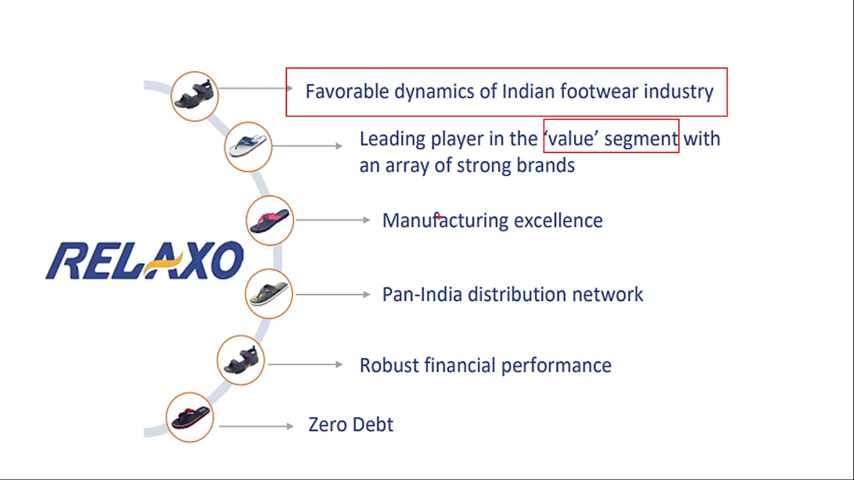 Favorable dynamics of Indian footwear industry
Leading player in the ‘value’ segment with
an array of strong brands
Manufacturing excellence
RELAXO
Pan-India distribution network
Robust financial performance
Zero Debt